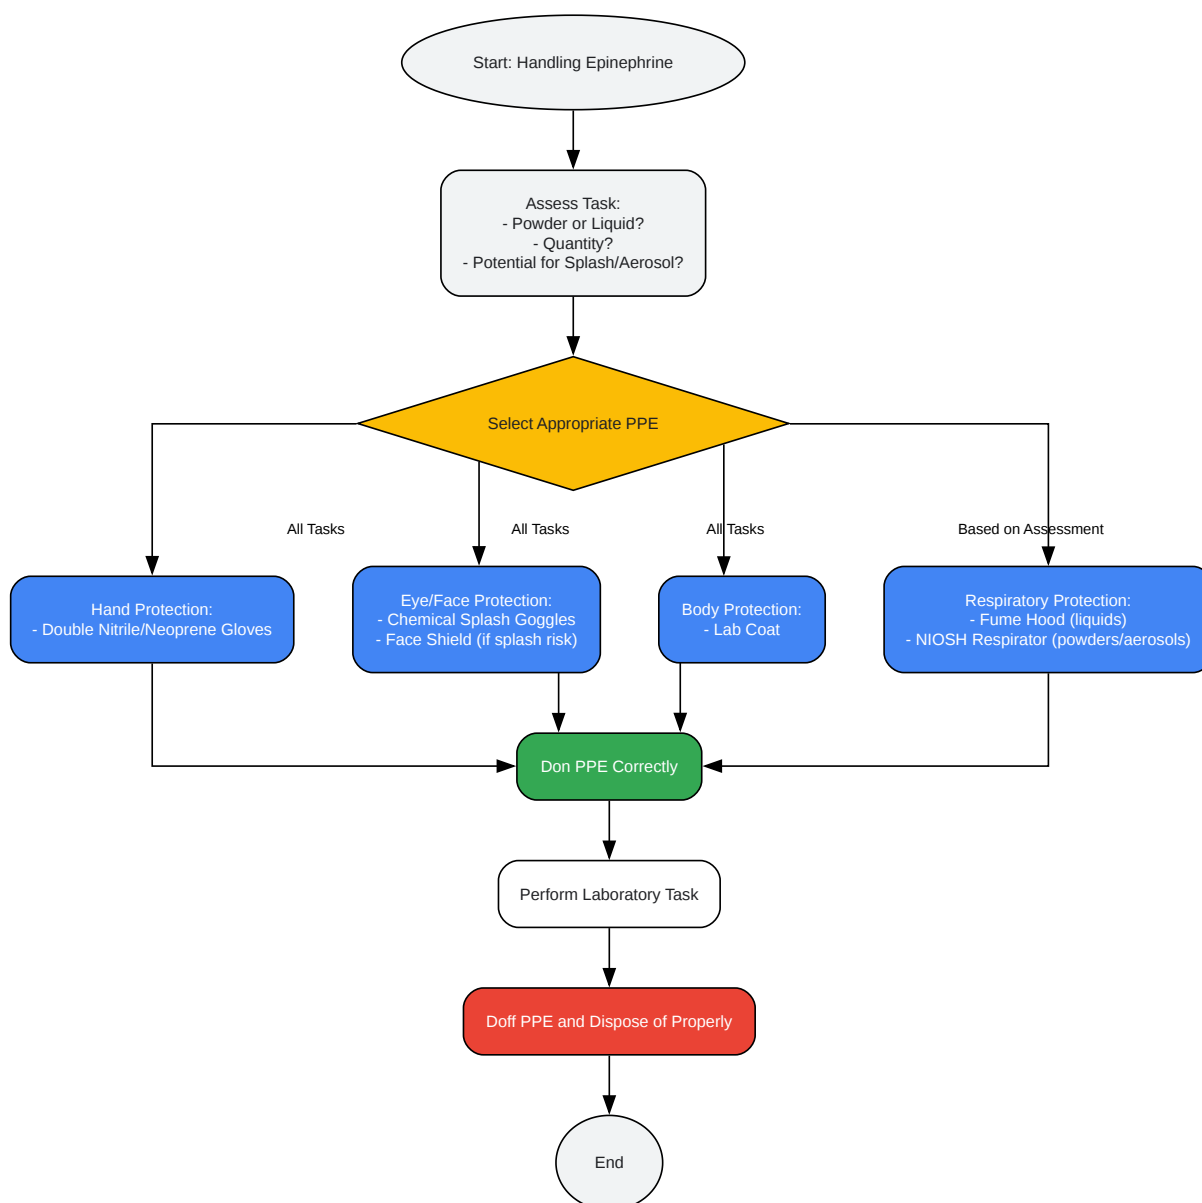 Start: Handling Epinephrine
Assess Task:
- Powder or Liquid?
- Quantity?
- Potential for Splash/Aerosol?
Select Appropriate PPE
All Tasks
All Tasks
All Tasks
Based on Assessment
Hand Protection:
- Double Nitrile/Neoprene Gloves
Eye/Face Protection:
- Chemical Splash Goggles
- Face Shield (if splash risk)
Body Protection:
- Lab Coat
Respiratory Protection:
- Fume Hood (liquids)
- NIOSH Respirator (powders/aerosols)
Don PPE Correctly
Perform Laboratory Task
Doff PPE and Dispose of Properly
End